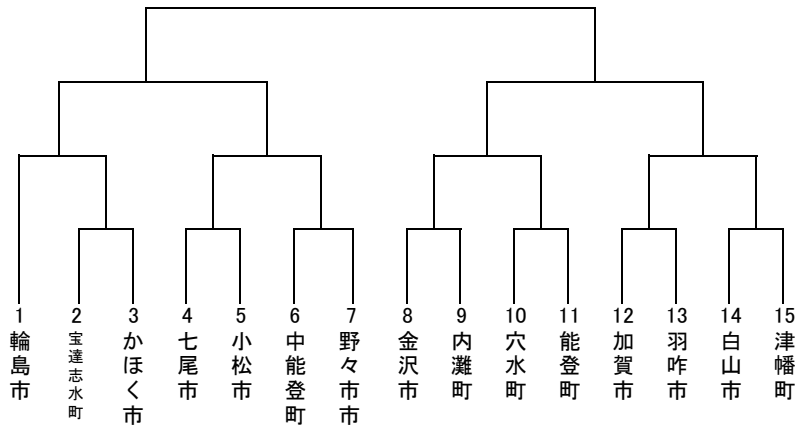 1 輪島市
2 宝達志水町
3 かほく市
4 七尾市
5 小松市
6 中能登町
7 野々市市
8 金沢市
9 内灘町
10 穴水町
11 能登町
12 加賀市
13 羽咋市
14 白山市
15 津幡町